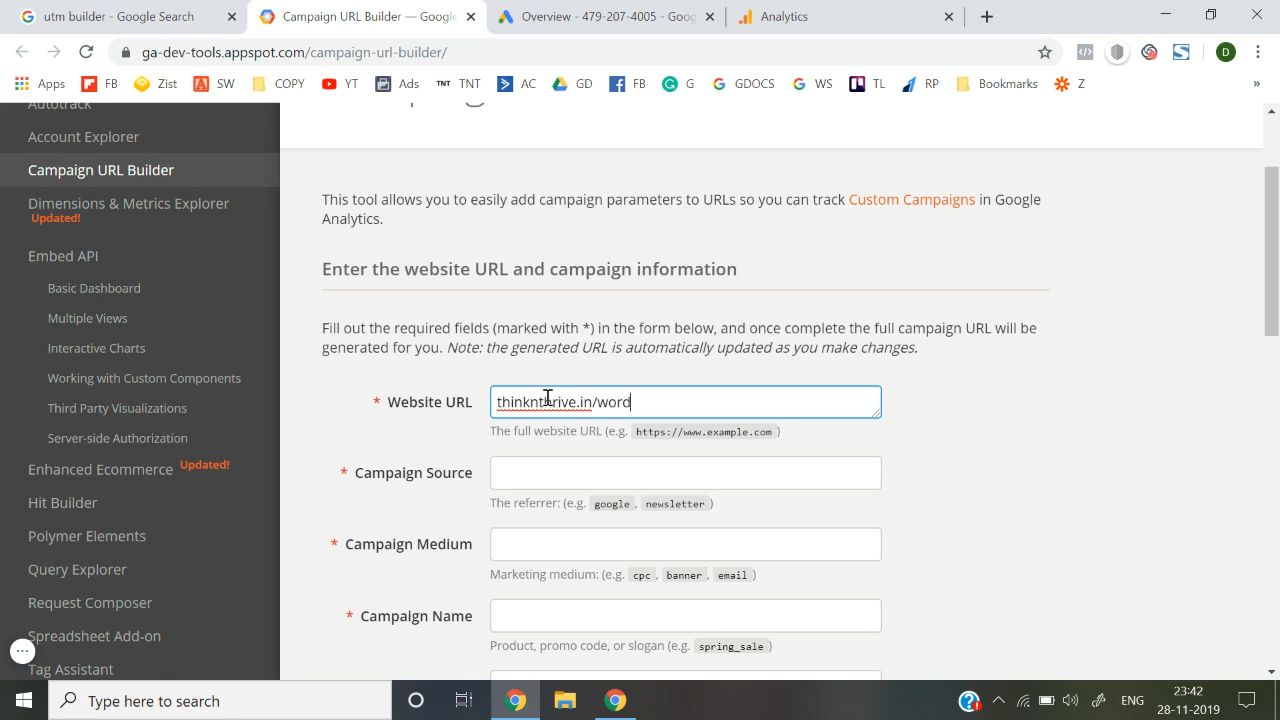 utm builder - Google Search
Campaign URL Builder — Google
Overview - 479-207-4005 - Goog
Analytics
ga-dev-tools.appspot.com/campaign-url-builder/
D
Apps FB Zist SW COPY YT Ads TNT TNT AC GD FB G GDOCS WS TL RP Bookmarks Z »
Autotrack
Account Explorer
Campaign URL Builder
Dimensions & Metrics Explorer
Updated!
Embed API
Basic Dashboard
Multiple Views
Interactive Charts
Working with Custom Components
Third Party Visualizations
Server-side Authorization
Enhanced Ecommerce Updated!
Hit Builder
Polymer Elements
Query Explorer
Request Composer
Spreadsheet Add-on
Tag Assistant
This tool allows you to easily add campaign parameters to URLs so you can track Custom Campaigns in Google
Analytics.
Enter the website URL and campaign information
Fill out the required fields (marked with *) in the form below, and once complete the full campaign URL will be
generated for you. Note: the generated URL is automatically updated as you make changes.
* Website URL thinknthrive.in/word
The full website URL (e.g. https://www.example.com )
* Campaign Source
The referrer: (e.g. google , newsletter )
* Campaign Medium
Marketing medium: (e.g. cpc , banner , email )
* Campaign Name
Product, promo code, or slogan (e.g. spring_sale )
Type here to search
ENG
23:42
28-11-2019